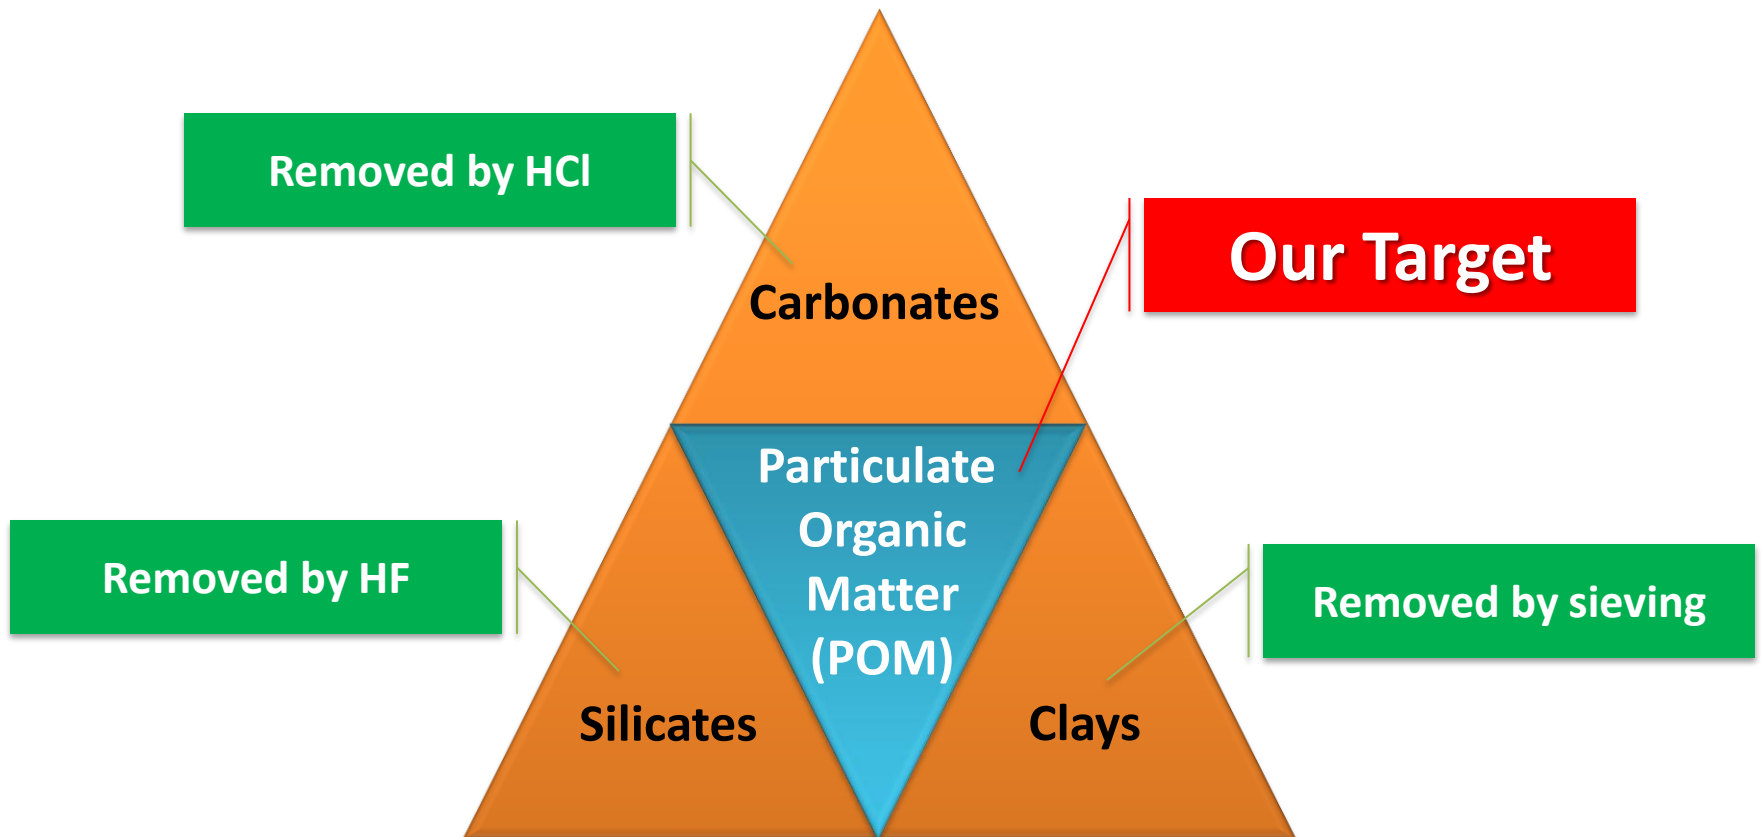 Removed by HCl
Our Target
Carbonates
Particulate
Organic
Matter
(POM)
Removed by HF
Removed by sieving
Silicates
Clays